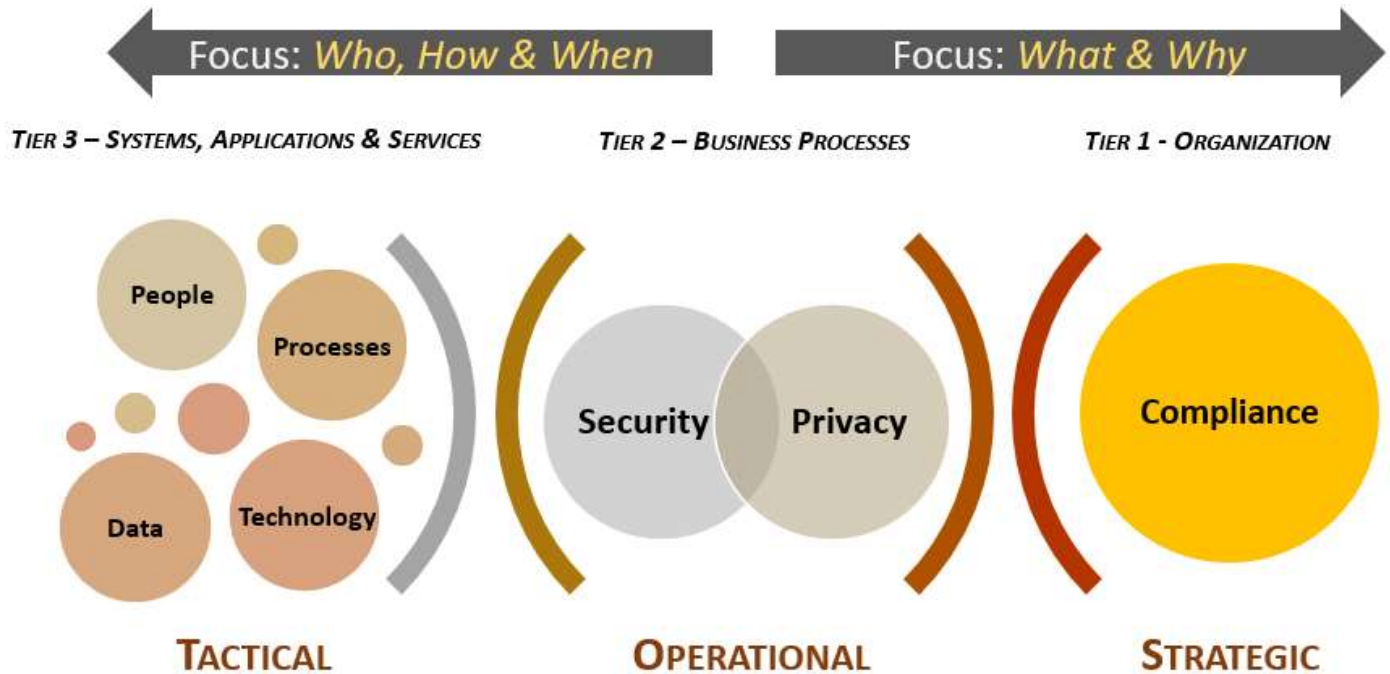 Focus: Who, How & When
Focus: What & Why
TIER 3 – SYSTEMS, APPLICATIONS & SERVICES
TIER 2 – BUSINESS PROCESSES
TIER 1 - ORGANIZATION
People
Processes
Data
Technology
Security
Privacy
Compliance
TACTICAL
OPERATIONAL
STRATEGIC